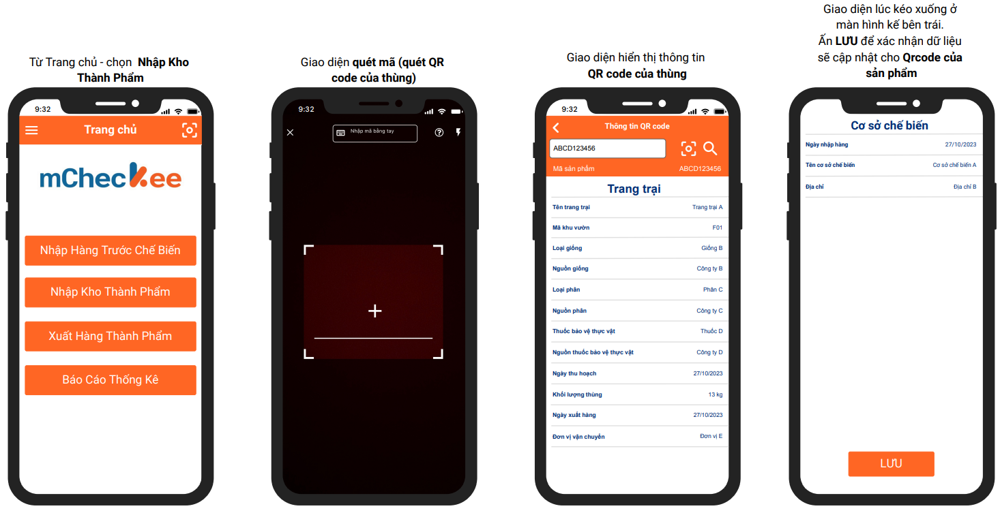 Từ Trang chủ - chọn Nhập Kho
Thành Phẩm
9:32
Trang chủ
mCheckee
Nhập Hàng Trước Chế Biến
Nhập Kho Thành Phẩm
Xuất Hàng Thành Phẩm
Báo Cáo Thống Kê
Giao diện quét mã (quét QR
code của thùng)
9:32
Nhập mã bằng tay
Giao diện hiển thị thông tin
QR code của thùng
9:32
Thông tin QR code
ABCD123456
Mã sản phẩm ABCD123456
Trang trại
Tên trang trại Trang trại A
Mã khu vườn F01
Loại giống Giống B
Nguồn giống Công ty B
Loại phân Phân C
Nguồn phân Công ty C
Thuốc bảo vệ thực vật Thuốc D
Nguồn thuốc bảo vệ thực vật Công ty D
Ngày thu hoạch 27/10/2023
Khối lượng thùng 13 kg
Ngày xuất hàng 27/10/2023
Đơn vị vận chuyển Đơn vị E
Giao diện lúc kéo xuống ở
màn hình kế bên trái.
Ấn LƯU để xác nhận dữ liệu
sẽ cập nhật cho Qrcode của
sản phẩm
Cơ sở chế biến
Ngày nhập hàng 27/10/2023
Tên cơ sở chế biến Cơ sở chế biến A
Địa chỉ Địa chỉ B
LƯU